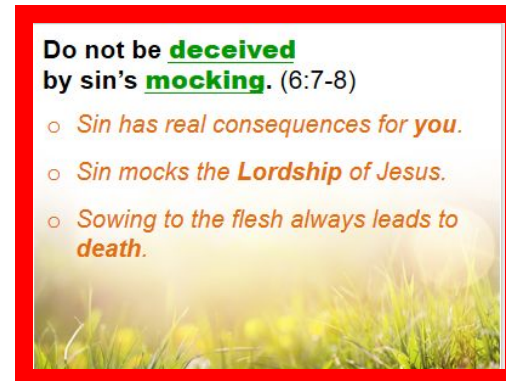 Do not be deceived
by sin's mocking. (6:7-8)
o Sin has real consequences for you.
o Sin mocks the Lordship of Jesus.
o Sowing to the flesh always leads to
death.